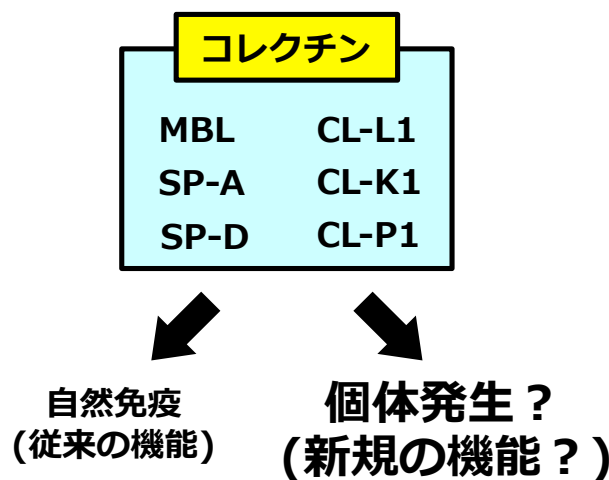 コレクチン
MBL CL-L1
SP-A CL-K1
SP-D CL-P1
自然免疫
(従来の機能)
個体発生？
(新規の機能？)